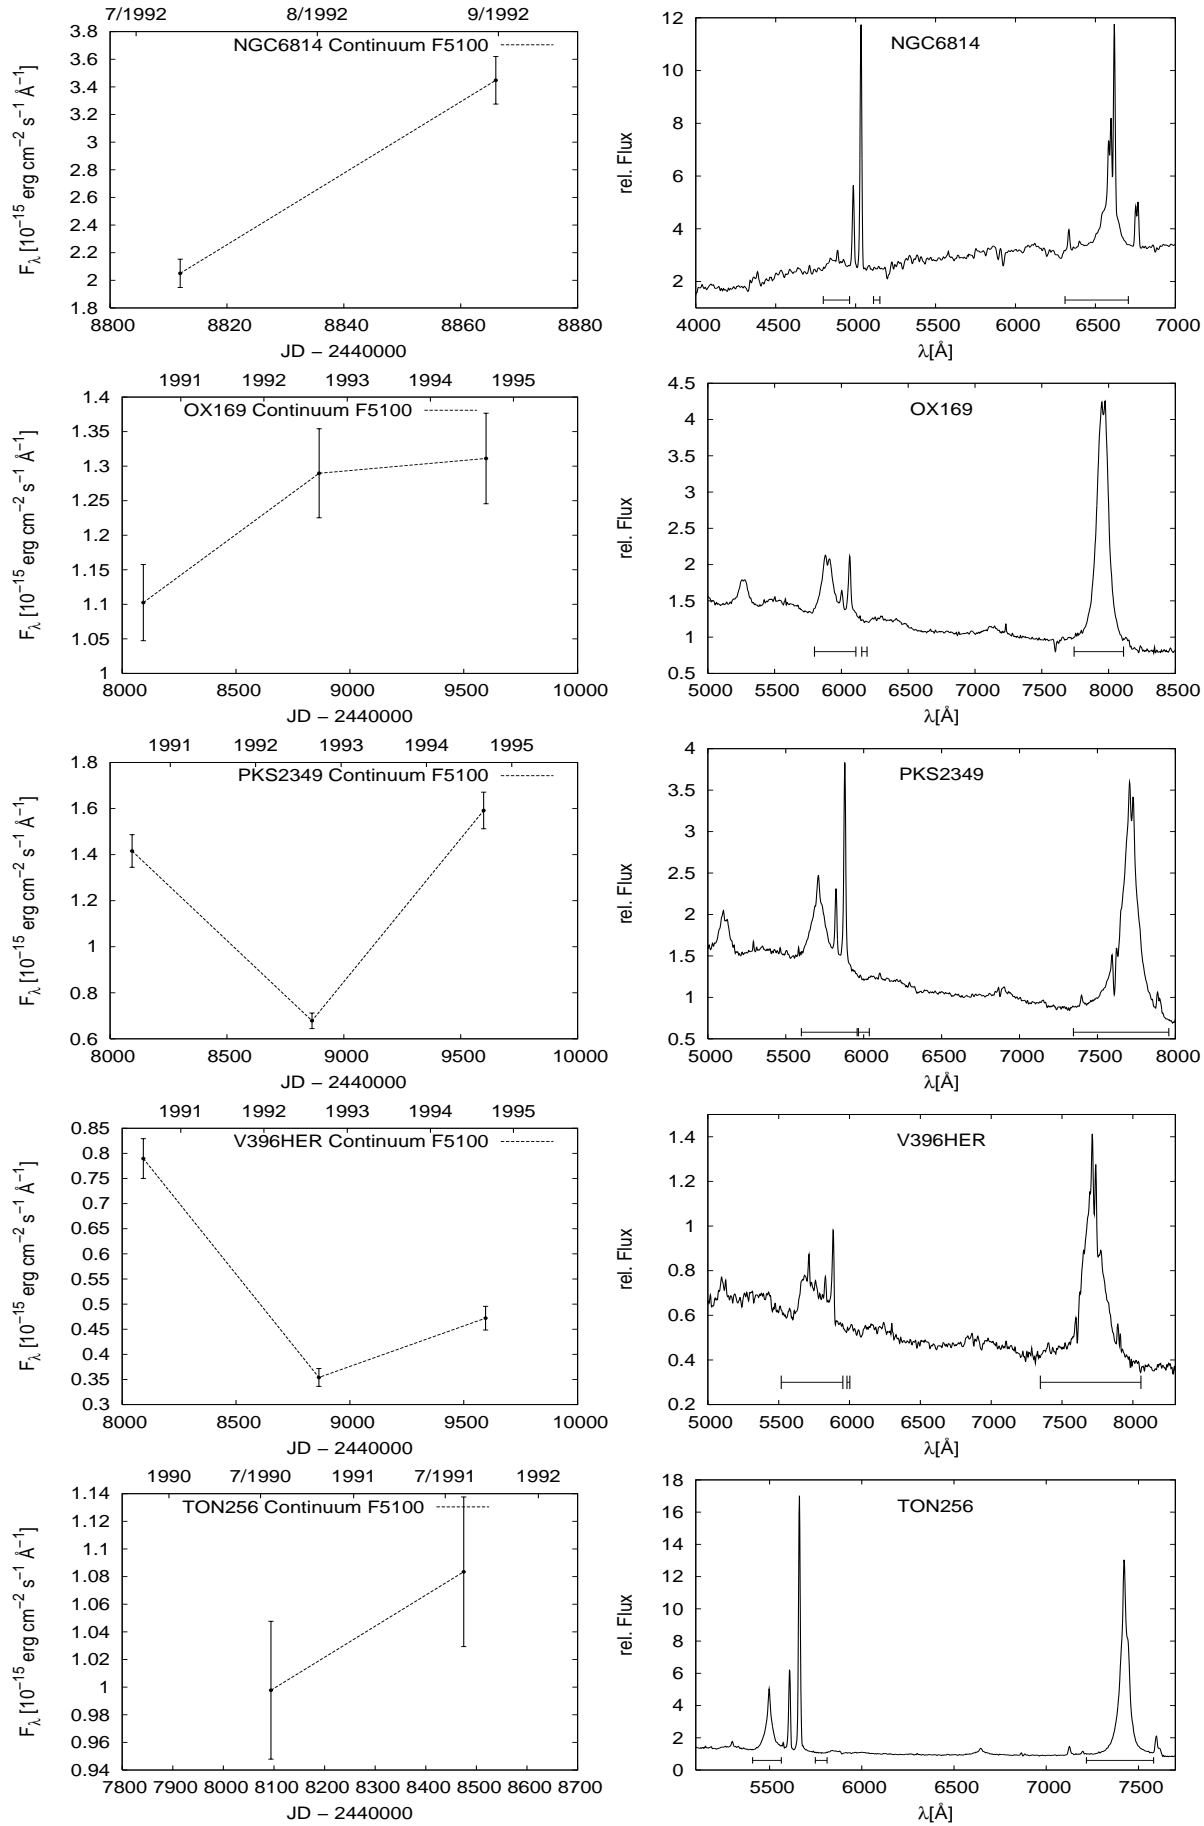 7/1992 8/1992 9/1992
NGC6814 Continuum F5100
F_λ [10^−15 erg cm^−2 s^−1 Å^−1]
3.8
3.6
3.4
3.2
3
2.8
2.6
2.4
2.2
2
1.8
8800 8820 8840 8860 8880
JD − 2440000
NGC6814
rel. Flux
12
10
8
6
4
2
4000 4500 5000 5500 6000 6500 7000
λ[Å]
1991 1992 1993 1994 1995
OX169 Continuum F5100
F_λ [10^−15 erg cm^−2 s^−1 Å^−1]
1.4
1.35
1.3
1.25
1.2
1.15
1.1
1.05
1
8000 8500 9000 9500 10000
JD − 2440000
OX169
rel. Flux
4.5
4
3.5
3
2.5
2
1.5
1
0.5
5000 5500 6000 6500 7000 7500 8000 8500
λ[Å]
1991 1992 1993 1994 1995
PKS2349 Continuum F5100
F_λ [10^−15 erg cm^−2 s^−1 Å^−1]
1.8
1.6
1.4
1.2
1
0.8
0.6
8000 8500 9000 9500 10000
JD − 2440000
PKS2349
rel. Flux
4
3.5
3
2.5
2
1.5
1
0.5
5000 5500 6000 6500 7000 7500 8000
λ[Å]
1991 1992 1993 1994 1995
V396HER Continuum F5100
F_λ [10^−15 erg cm^−2 s^−1 Å^−1]
0.85
0.8
0.75
0.7
0.65
0.6
0.55
0.5
0.45
0.4
0.35
0.3
8000 8500 9000 9500 10000
JD − 2440000
V396HER
rel. Flux
1.4
1.2
1
0.8
0.6
0.4
0.2
5000 5500 6000 6500 7000 7500 8000
λ[Å]
1990 7/1990 1991 7/1991 1992
TON256 Continuum F5100
F_λ [10^−15 erg cm^−2 s^−1 Å^−1]
1.14
1.12
1.1
1.08
1.06
1.04
1.02
1
0.98
0.96
0.94
7800 7900 8000 8100 8200 8300 8400 8500 8600 8700
JD − 2440000
TON256
rel. Flux
18
16
14
12
10
8
6
4
2
0
5500 6000 6500 7000 7500
λ[Å]